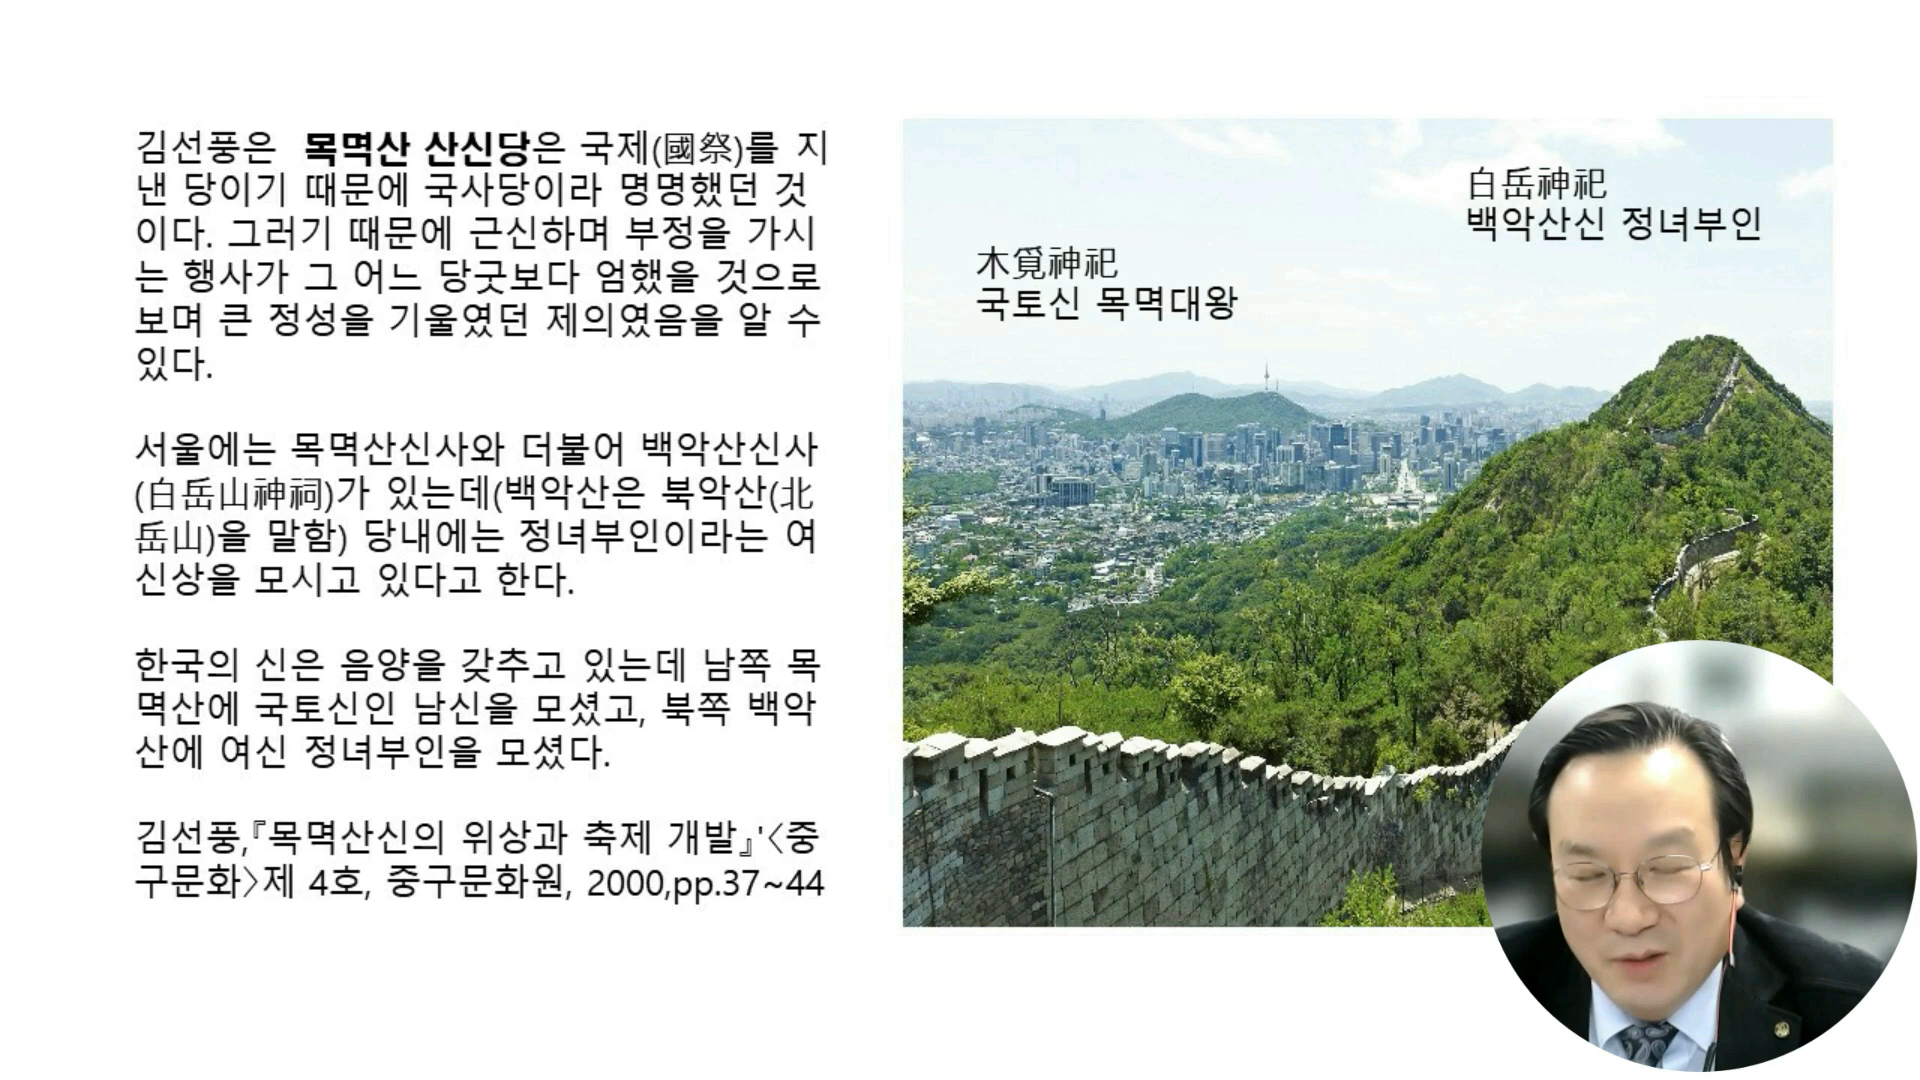 김선풍은 목멱산 산신당은 국제(國祭)를 지
낸 당이기 때문에 국사당이라 명명했던 것
이다. 그러기 때문에 근신하며 부정을 가시
는 행사가 그 어느 당굿보다 엄했을 것으로
보며 큰 정성을 기울였던 제의였음을 알 수
있다.
서울에는 목멱산신사와 더불어 백악산신사
(白岳山神祠)가 있는데(백악산은 북악산(北
岳山)을 말함) 당내에는 정녀부인이라는 여
신상을 모시고 있다고 한다.
한국의 신은 음양을 갖추고 있는데 남쪽 목
멱산에 국토신인 남신을 모셨고, 북쪽 백악
산에 여신 정녀부인을 모셨다.
김선풍,『목멱산신의 위상과 축제 개발』'〈중
구문화〉제 4호, 중구문화원, 2000,pp.37~44
木覓神祀
국토신 목멱대왕
白岳神祀
백악산신 정녀부인